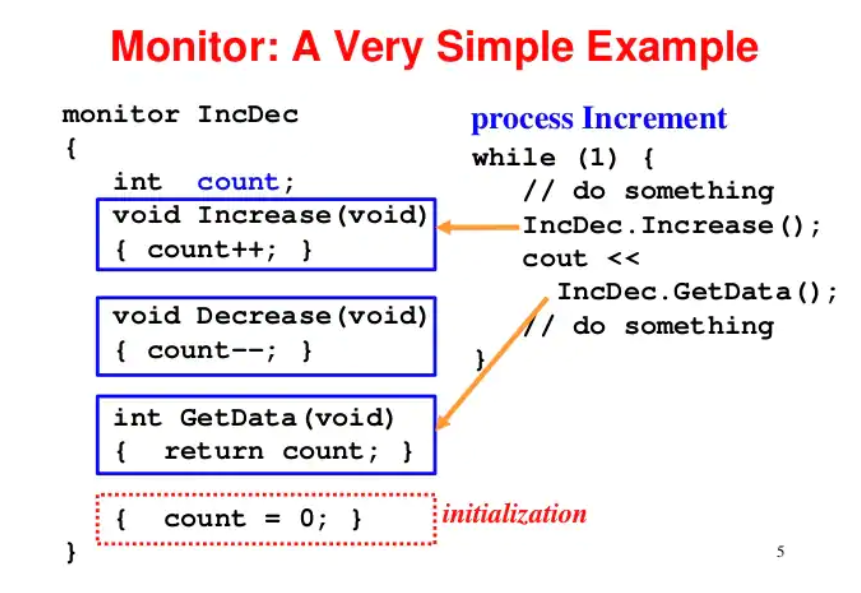 Monitor: A Very Simple Example
monitor IncDec
{
int count;
void Increase(void)
{ count++; }
void Decrease(void)
{ count--; }
int GetData(void)
{ return count; }
{ count = 0; }
initialization
}
process Increment
while (1) {
// do something
IncDec.Increase();
cout <<
IncDec.GetData();
// do something
}
5